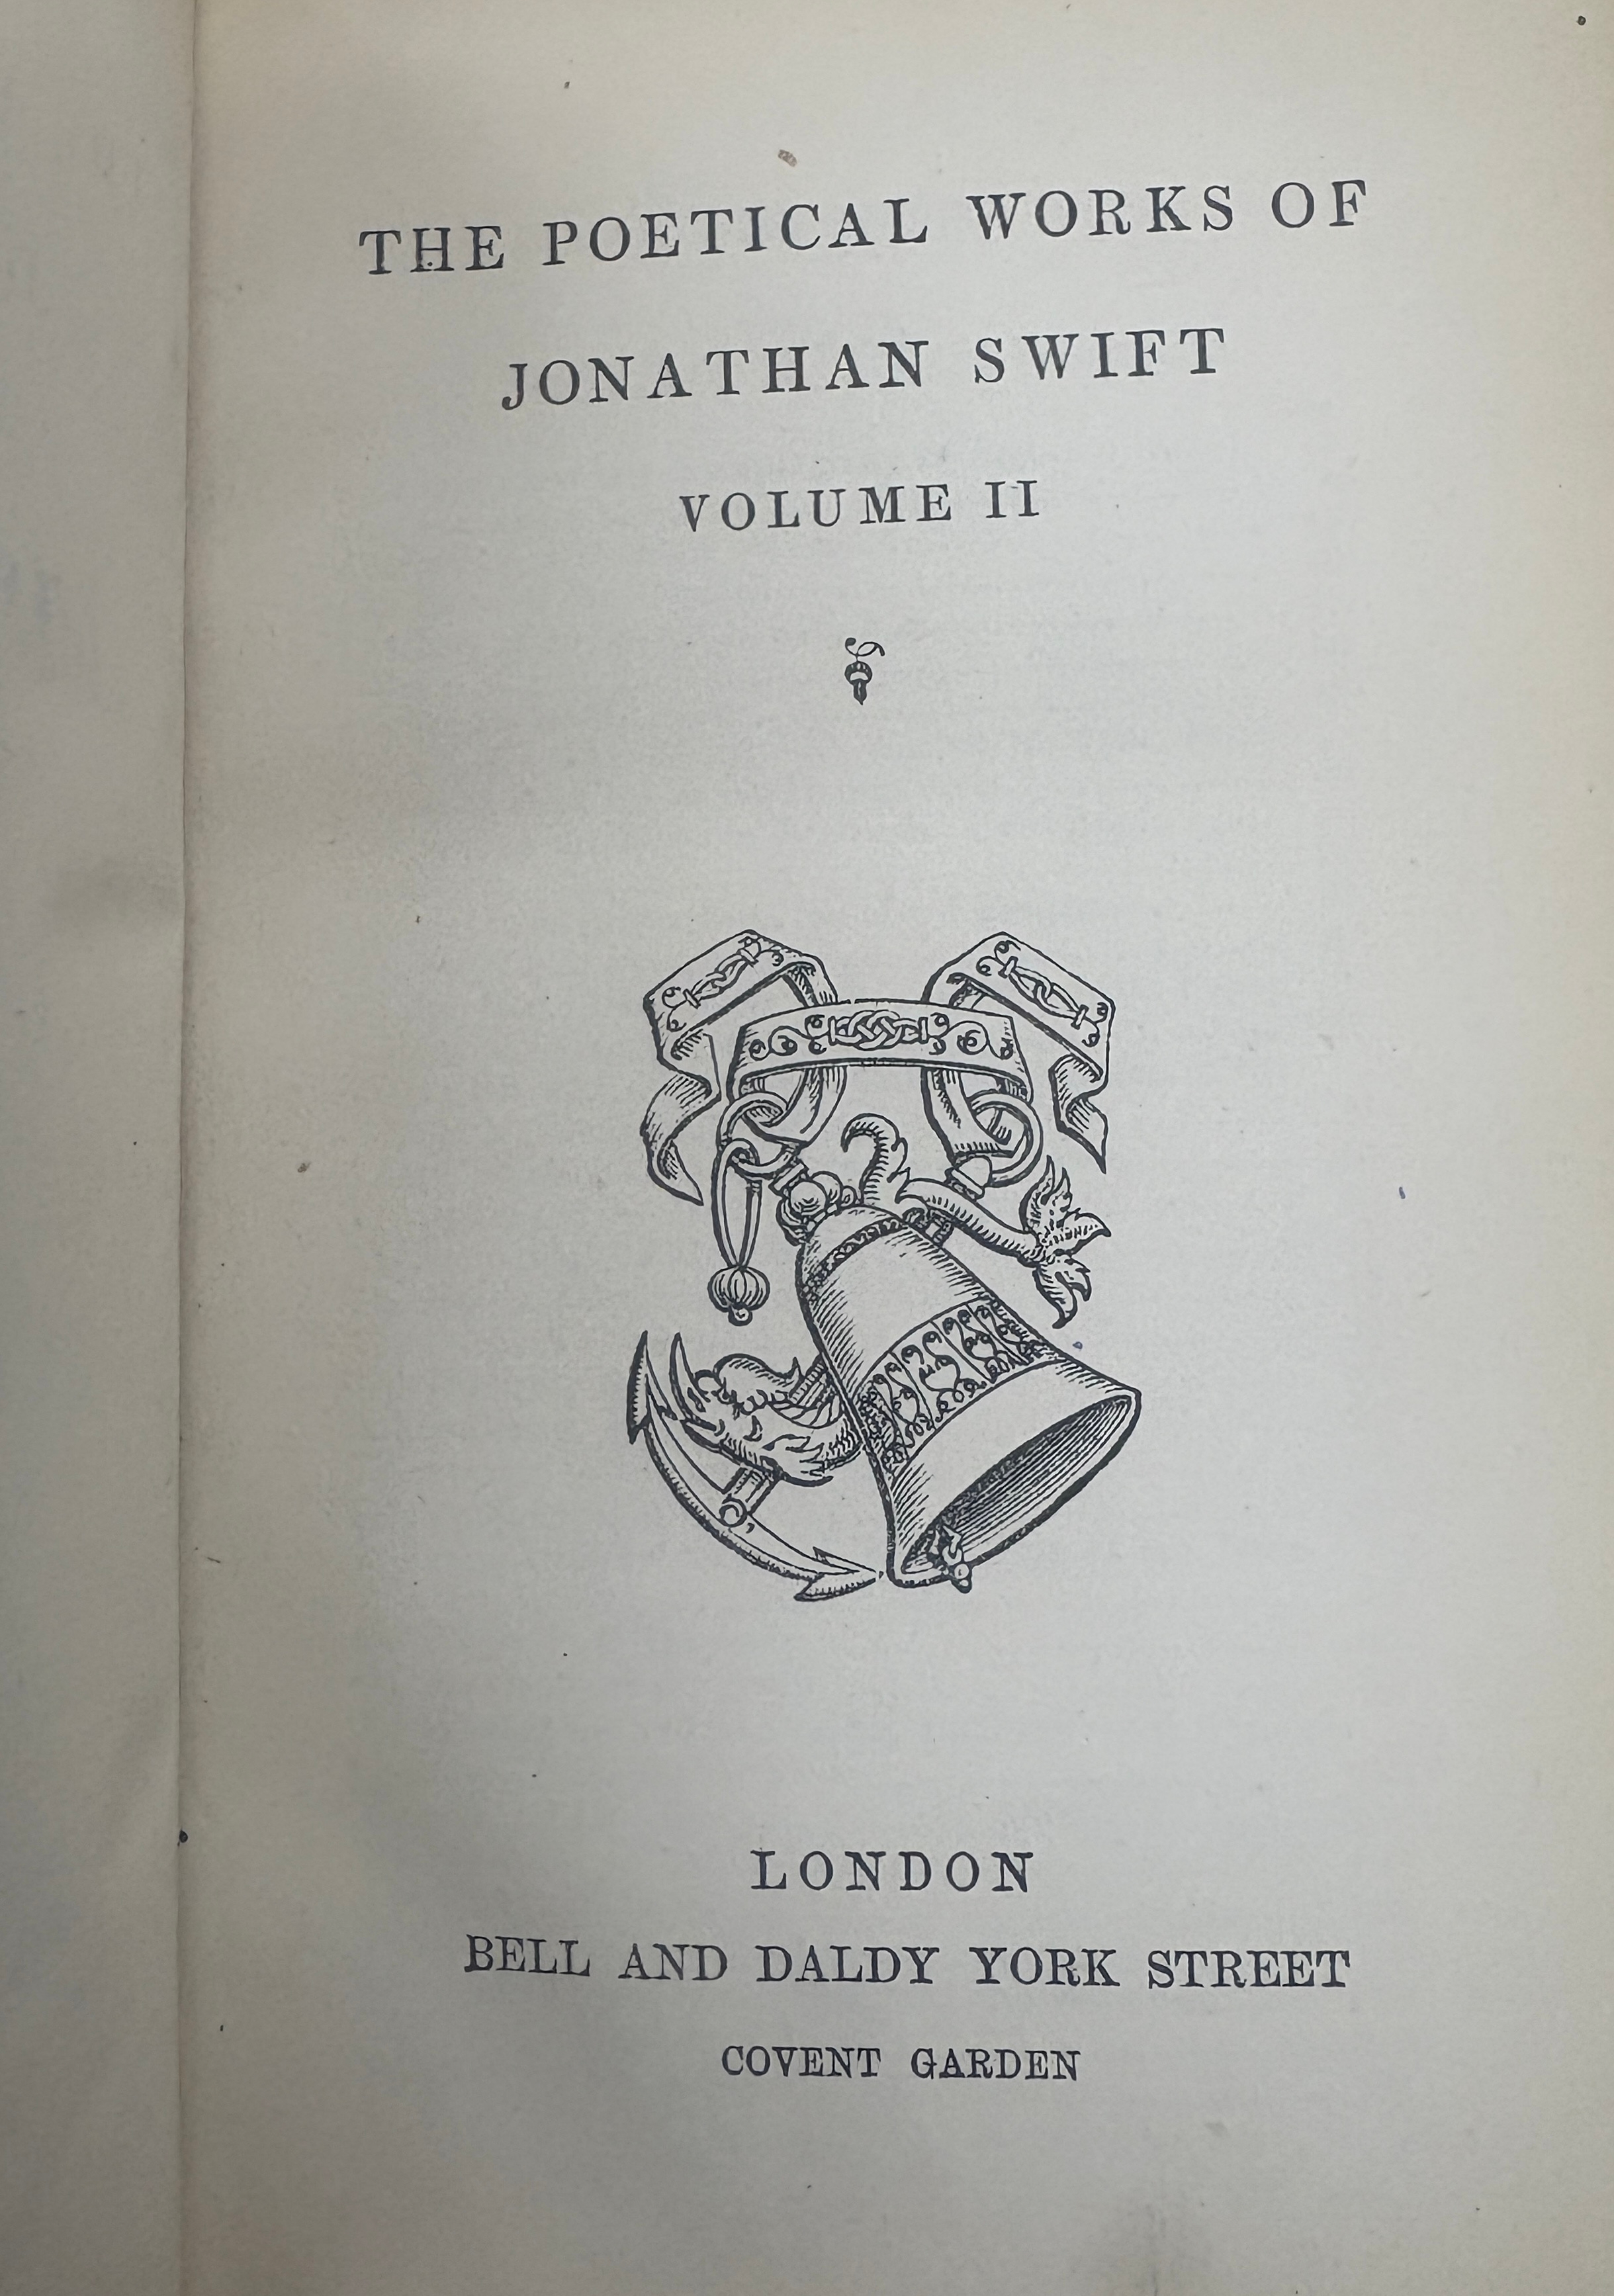 THE POETICAL WORKS OF
JONATHAN SWIFT
VOLUME II
LONDON
BELL AND DALDY YORK STREET
COVENT GARDEN